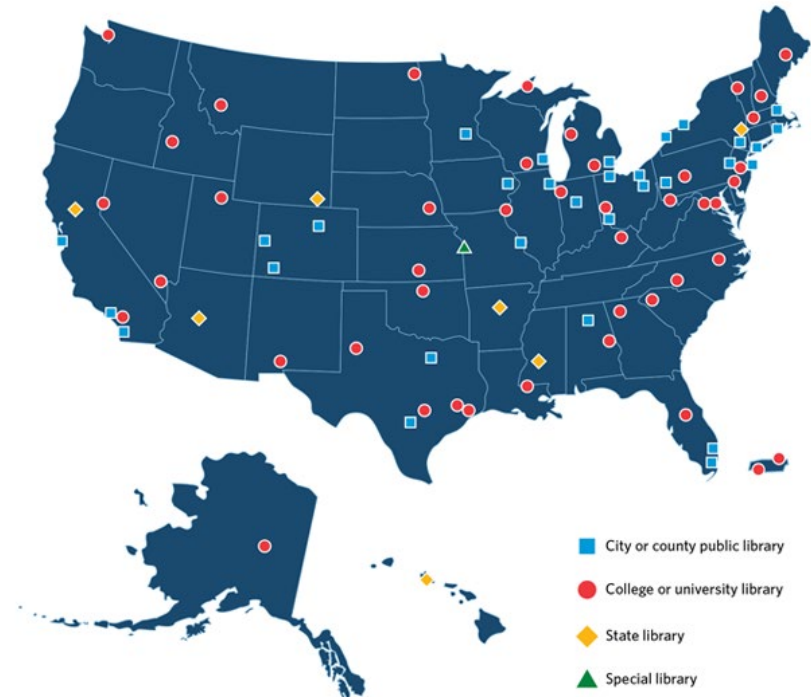 City or county public library
College or university library
State library
Special library